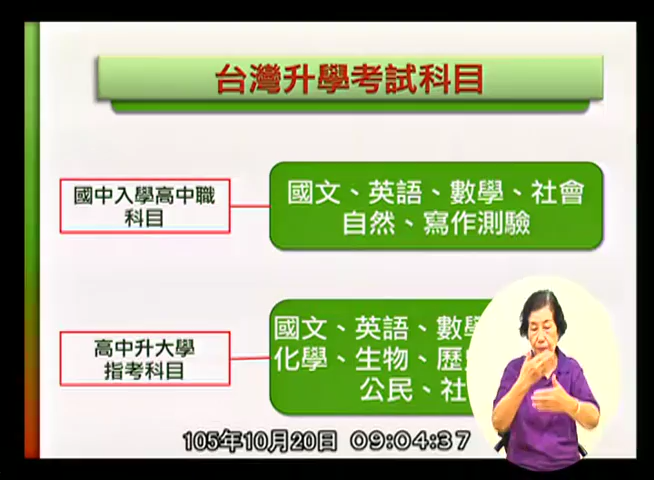 台灣升學考試科目
國中入學高中職
科目
國文、英語、數學、社會
自然、寫作測驗
高中升大學
指考科目
國文、英語、數
化學、生物、歷
公民、社
105年10月20日 09:04:37